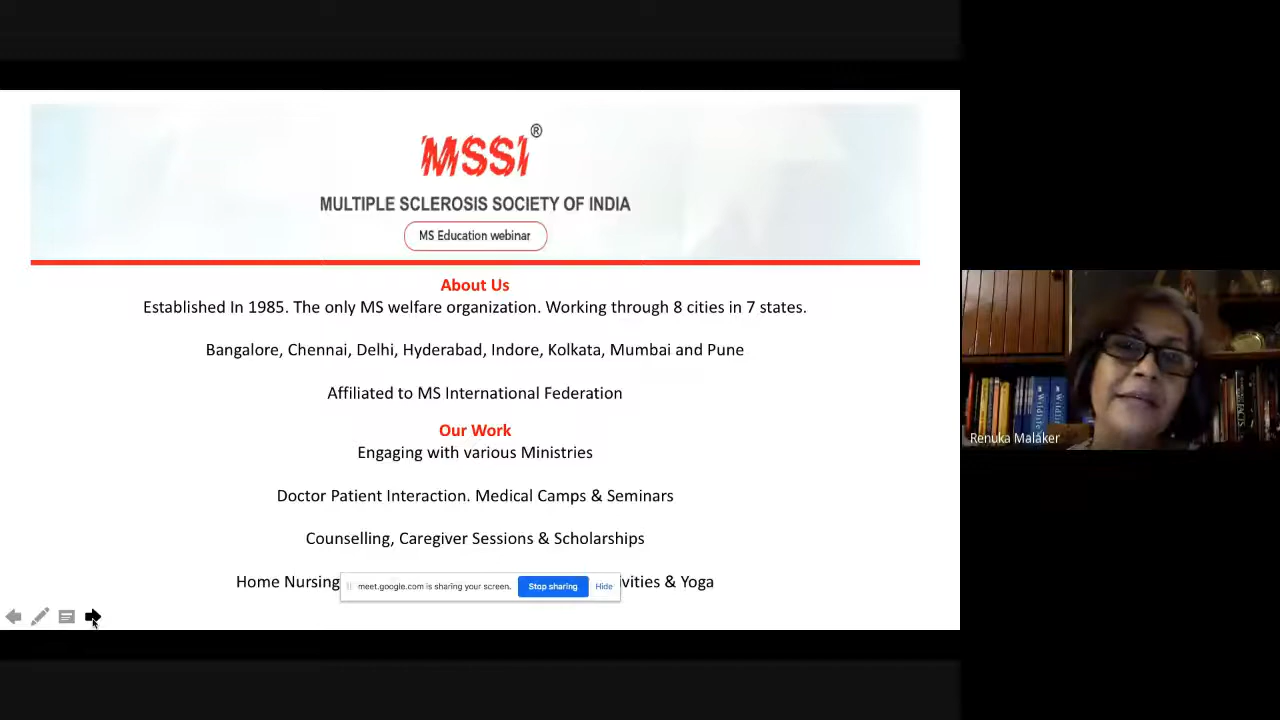 MSSI®
MULTIPLE SCLEROSIS SOCIETY OF INDIA
MS Education webinar
About Us
Established In 1985. The only MS welfare organization. Working through 8 cities in 7 states.
Bangalore, Chennai, Delhi, Hyderabad, Indore, Kolkata, Mumbai and Pune
Affiliated to MS International Federation
Our Work
Engaging with various Ministries
Doctor Patient Interaction. Medical Camps & Seminars
Counselling, Caregiver Sessions & Scholarships
Home Nursing ivities & Yoga
meet.google.com is sharing your screen. Stop sharing Hide
Renuka Malaker